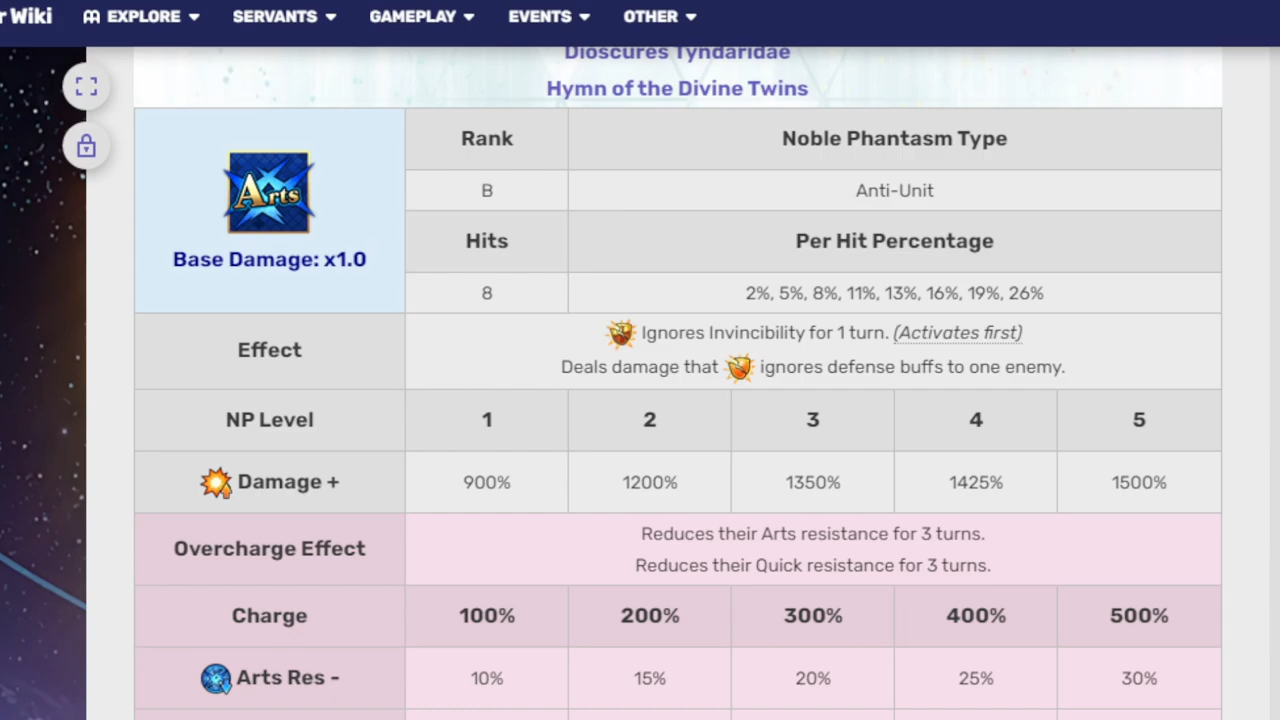 r Wiki EXPLORE SERVANTS GAMEPLAY EVENTS OTHER
Dioscures Tyndaridae
Hymn of the Divine Twins
Arts
Base Damage: x1.0
Rank Noble Phantasm Type
B Anti-Unit
Hits Per Hit Percentage
8 2%, 5%, 8%, 11%, 13%, 16%, 19%, 26%
Effect
Ignores Invincibility for 1 turn. (Activates first)
Deals damage that ignores defense buffs to one enemy.
NP Level 1 2 3 4 5
Damage + 900% 1200% 1350% 1425% 1500%
Overcharge Effect
Reduces their Arts resistance for 3 turns.
Reduces their Quick resistance for 3 turns.
Charge 100% 200% 300% 400% 500%
Arts Res - 10% 15% 20% 25% 30%